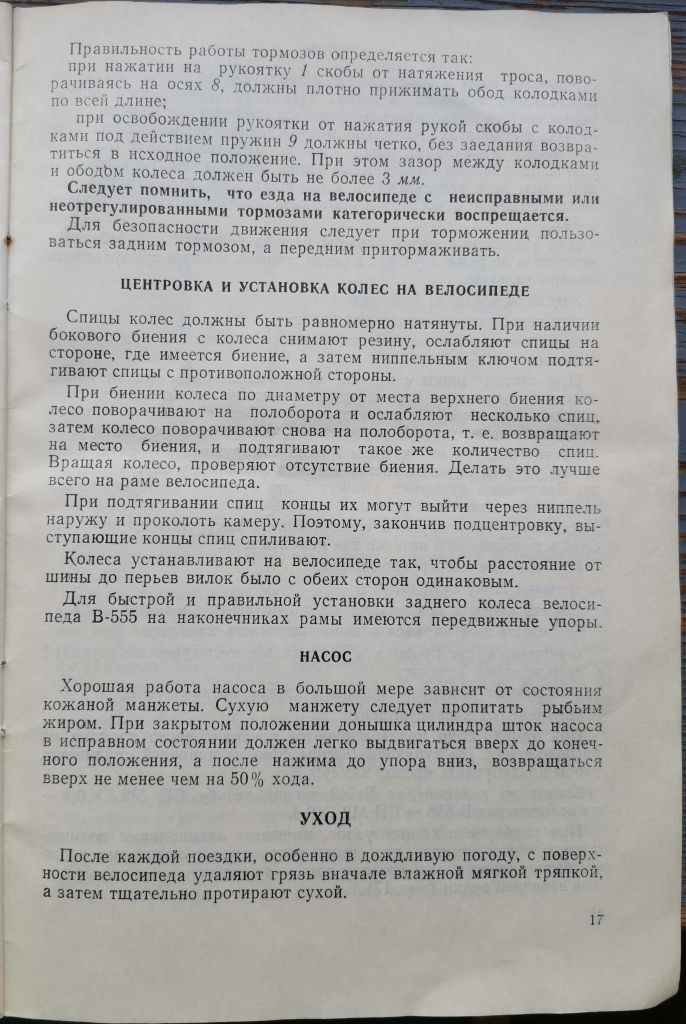 Правильность работы тормозов определяется так:
при нажатии на рукоятку 1 скобы от натяжения троса, пово-
рачиваясь на осях 8, должны плотно прижимать обод колодками
по всей длине;
при освобождении рукоятки от нажатия рукой скобы с колод-
ками под действием пружин 9 должны четко, без заедания возвра-
титься в исходное положение. При этом зазор между колодками
и ободом колеса должен быть не более 3 мм.
Следует помнить, что езда на велосипеде с неисправными или
неотрегулированными тормозами категорически воспрещается.
Для безопасности движения следует при торможении пользо-
ваться задним тормозом, а передним притормаживать.
ЦЕНТРОВКА И УСТАНОВКА КОЛЕС НА ВЕЛОСИПЕДЕ
Спицы колес должны быть равномерно натянуты. При наличии
бокового биения с колеса снимают резину, ослабляют спицы на
стороне, где имеется биение, а затем ниппельным ключом подтя-
гивают спицы с противоположной стороны.
При биении колеса по диаметру от места верхнего биения ко-
лесо поворачивают на полоборота и ослабляют несколько спиц,
затем колесо поворачивают снова на полоборота, т. е. возвращают
на место биения, и подтягивают такое же количество спиц.
Вращая колесо, проверяют отсутствие биения. Делать это лучше
всего на раме велосипеда.
При подтягивании спиц концы их могут выйти через ниппель
наружу и проколоть камеру. Поэтому, закончив подцентровку, вы-
ступающие концы спиц спиливают.
Колеса устанавливают на велосипеде так, чтобы расстояние от
шины до перьев вилок было с обеих сторон одинаковым.
Для быстрой и правильной установки заднего колеса велоси-
педа В-555 на наконечниках рамы имеются передвижные упоры.
НАСОС
Хорошая работа насоса в большой мере зависит от состояния
кожаной манжеты. Сухую манжету следует пропитать рыбьим
жиром. При закрытом положении донышка цилиндра шток насоса
в исправном состоянии должен легко выдвигаться вверх до конеч-
ного положения, а после нажима до упора вниз, возвращаться
вверх не менее чем на 50% хода.
УХОД
После каждой поездки, особенно в дождливую погоду, с поверх-
ности велосипеда удаляют грязь вначале влажной мягкой тряпкой,
а затем тщательно протирают сухой.
17